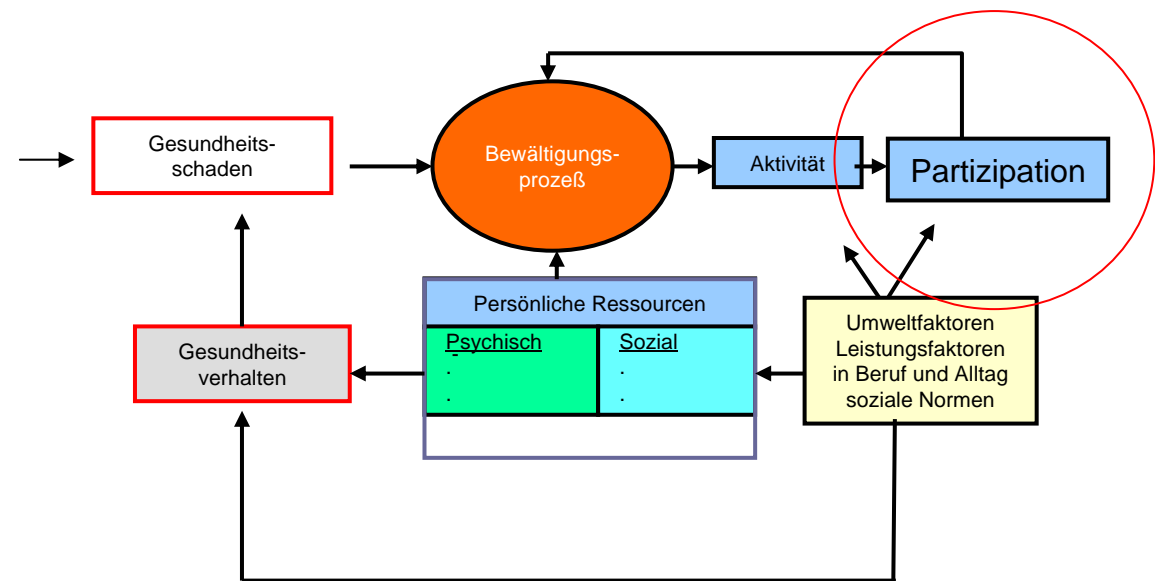 Gesundheits-
schaden
Bewältigungs-
prozeß
Aktivität
Partizipation
Persönliche Ressourcen
Psychisch
-
.
.
Sozial
.
.
Umweltfaktoren
Leistungsfaktoren
in Beruf und Alltag
soziale Normen
Gesundheits-
verhalten